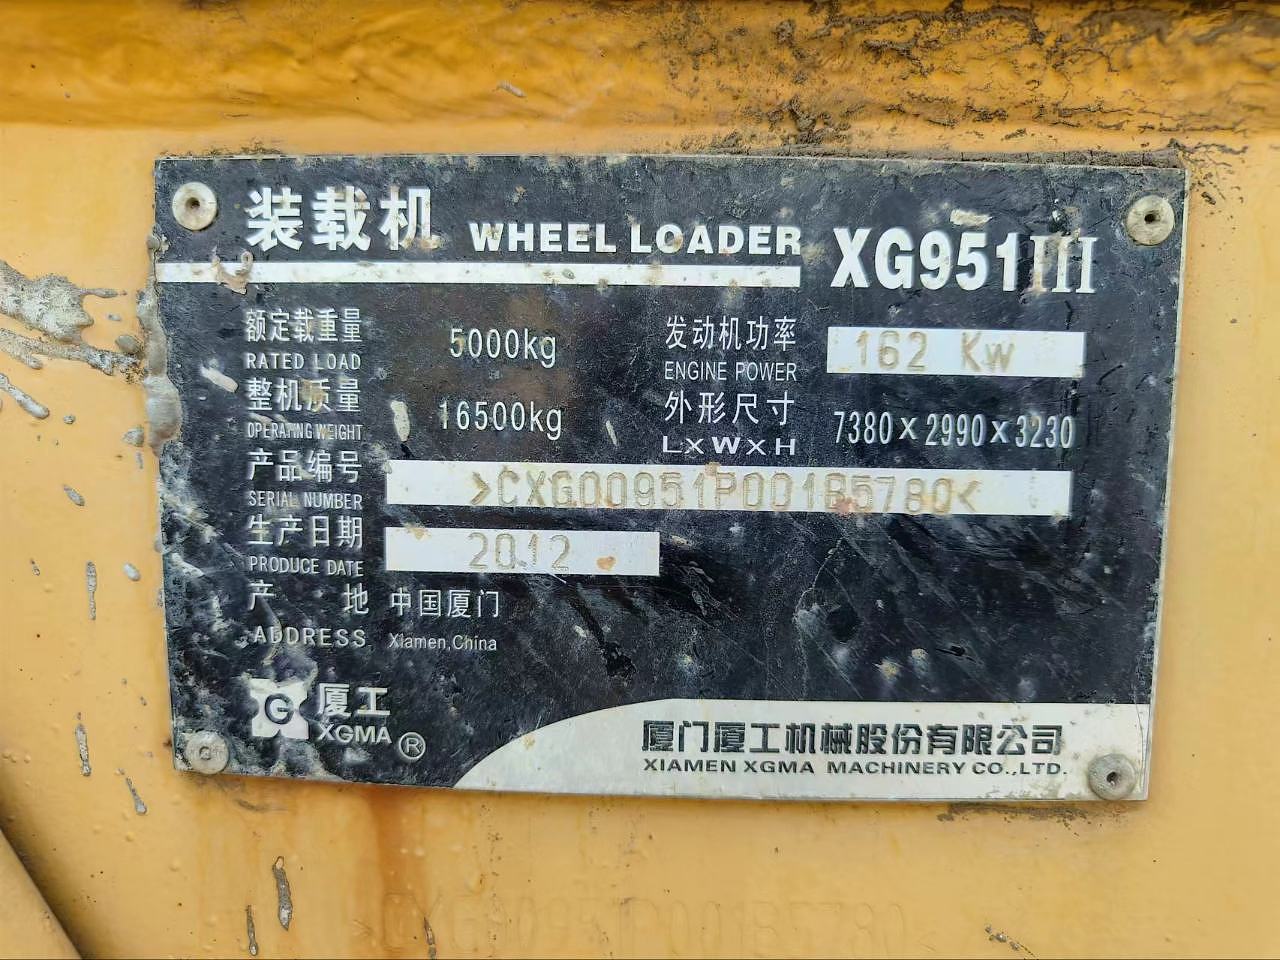 装载机 WHEEL LOADER XG951III
额定载重量 5000kg 发动机功率 162 Kw
RATED LOAD ENGINE POWER
整机质量 16500kg 外形尺寸 7380×2990×3230
OPERATING WEIGHT L×W×H
产品编号 >CXG00951P001B5780<
SERIAL NUMBER
生产日期 2012
PRODUCE DATE
产 地 中国厦门
ADDRESS Xiamen,China
G 厦工
XGMA ®
厦门厦工机械股份有限公司
XIAMEN XGMA MACHINERY CO.,LTD.
CXG00951P001B5780